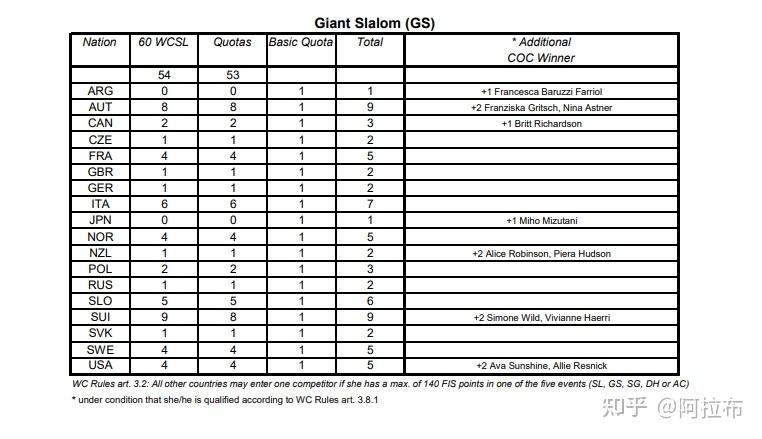 Giant Slalom (GS)
Nation 60 WCSL Quotas Basic Quota Total * Additional
COC Winner
54 53
ARG 0 0 1 1 +1 Francesca Baruzzi Farriol
AUT 8 8 1 9 +2 Franziska Gritsch, Nina Astner
CAN 2 2 1 3 +1 Britt Richardson
CZE 1 1 1 2
FRA 4 4 1 5
GBR 1 1 1 2
GER 1 1 1 2
ITA 6 6 1 7
JPN 0 0 1 1 +1 Miho Mizutani
NOR 4 4 1 5
NZL 1 1 1 2 +2 Alice Robinson, Piera Hudson
POL 2 2 1 3
RUS 1 1 1 2
SLO 5 5 1 6
SUI 9 8 1 9 +2 Simone Wild, Vivianne Haerri
SVK 1 1 1 2
SWE 4 4 1 5
USA 4 4 1 5 +2 Ava Sunshine, Allie Resnick
WC Rules art. 3.2: All other countries may enter one competitor if she has a max. of 140 FIS points in one of the five events (SL, GS, SG, DH or AC)
* under condition that she/he is qualified according to WC Rules art. 3.8.1
知乎 @阿拉布